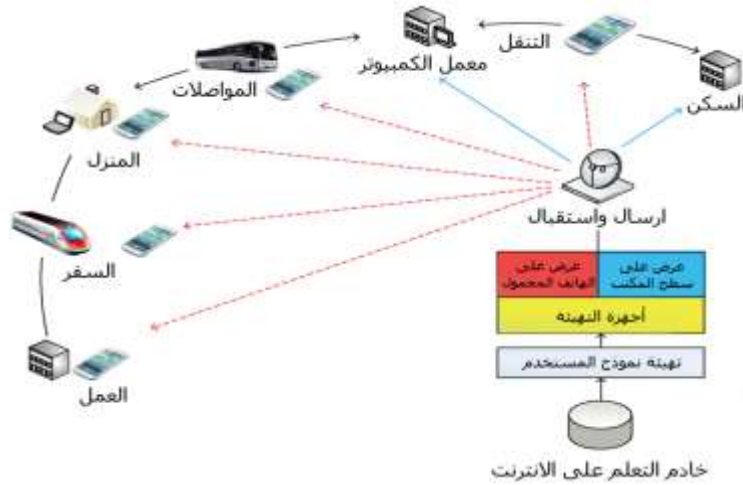 التنقل
معمل الكمبيوتر
السكن
المواصلات
المنزل
السفر
العمل
ارسال واستقبال
عرض على
سطح المكتب
عرض على
الهاتف المحمول
أجهزة التهيئة
تهيئة نموذج المستخدم
خادم التعلم على الانترنت